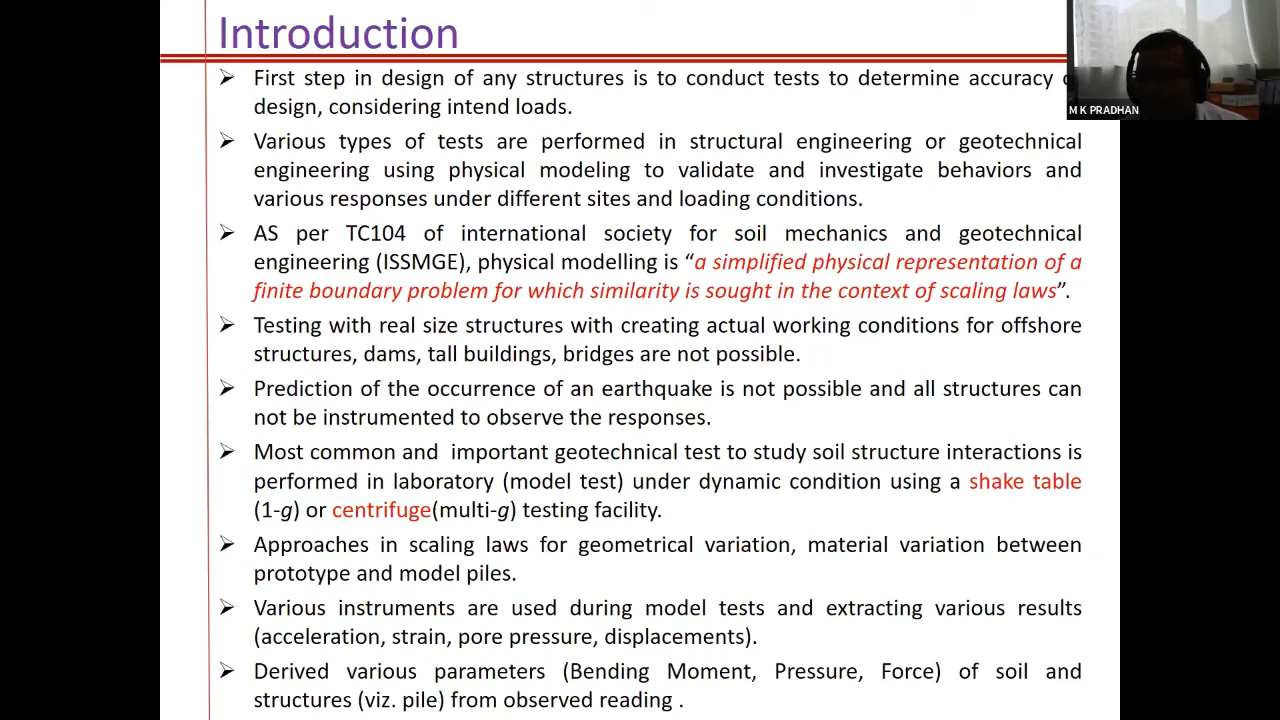 Introduction
➢ First step in design of any structures is to conduct tests to determine accuracy
design, considering intend loads.
M K PRADHAN
➢ Various types of tests are performed in structural engineering or geotechnical
engineering using physical modeling to validate and investigate behaviors and
various responses under different sites and loading conditions.
➢ AS per TC104 of international society for soil mechanics and geotechnical
engineering (ISSMGE), physical modelling is “a simplified physical representation of a
finite boundary problem for which similarity is sought in the context of scaling laws”.
➢ Testing with real size structures with creating actual working conditions for offshore
structures, dams, tall buildings, bridges are not possible.
➢ Prediction of the occurrence of an earthquake is not possible and all structures can
not be instrumented to observe the responses.
➢ Most common and important geotechnical test to study soil structure interactions is
performed in laboratory (model test) under dynamic condition using a shake table
(1-g) or centrifuge(multi-g) testing facility.
➢ Approaches in scaling laws for geometrical variation, material variation between
prototype and model piles.
➢ Various instruments are used during model tests and extracting various results
(acceleration, strain, pore pressure, displacements).
➢ Derived various parameters (Bending Moment, Pressure, Force) of soil and
structures (viz. pile) from observed reading .